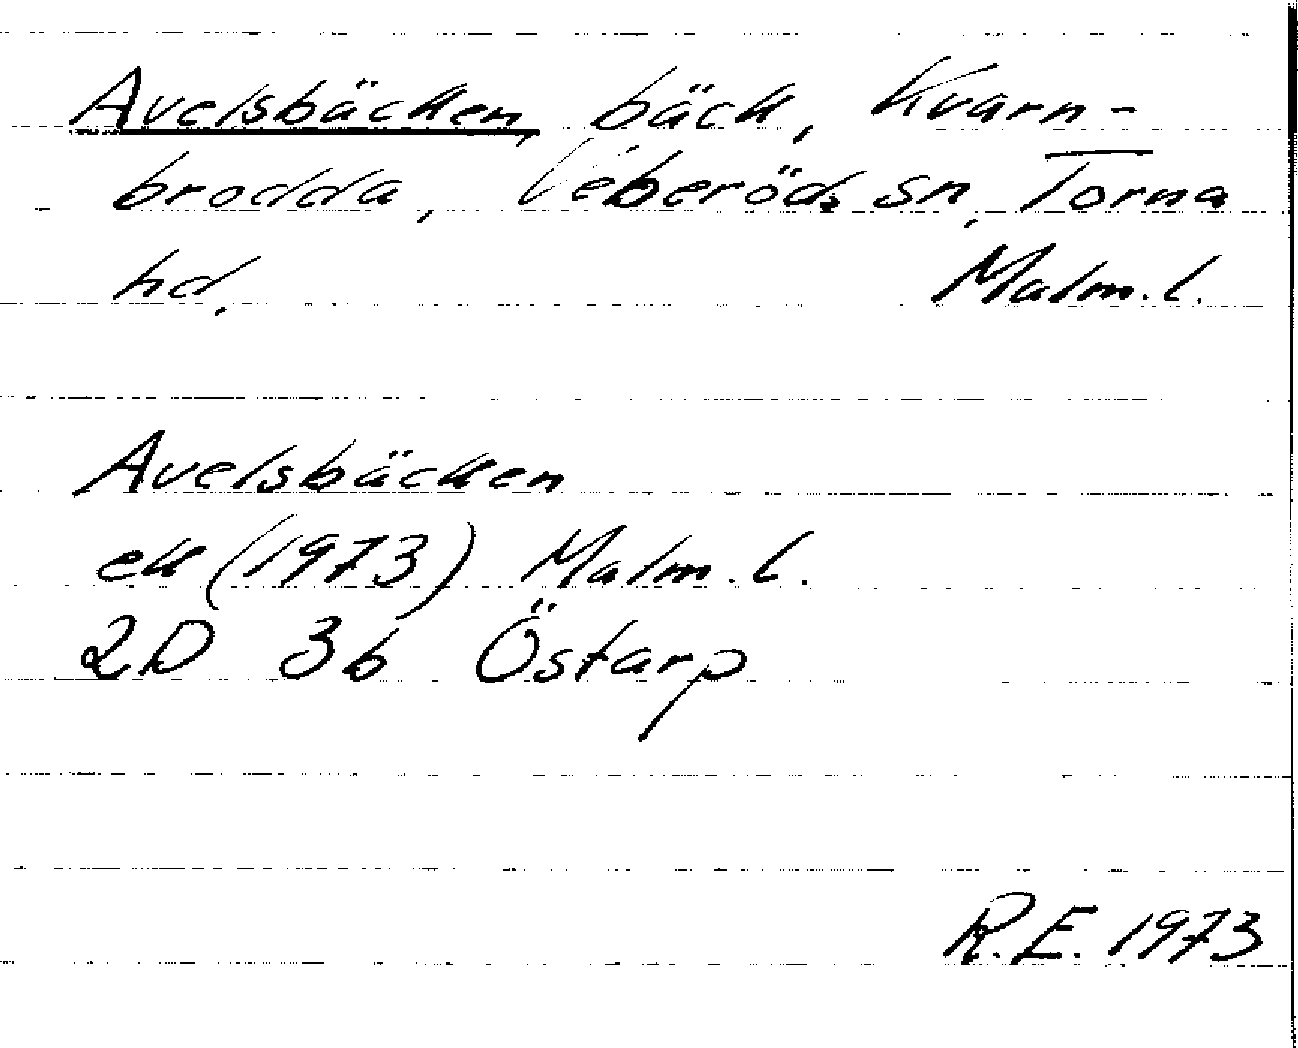 Avelsbäcken, bäck, Kvarn-
brodda, Veberöds sn, Torna
hd. Malm. l.
Avelsbäcken
ek (1973) Malm. l.
2D 3b Östarp
R.E. 1973